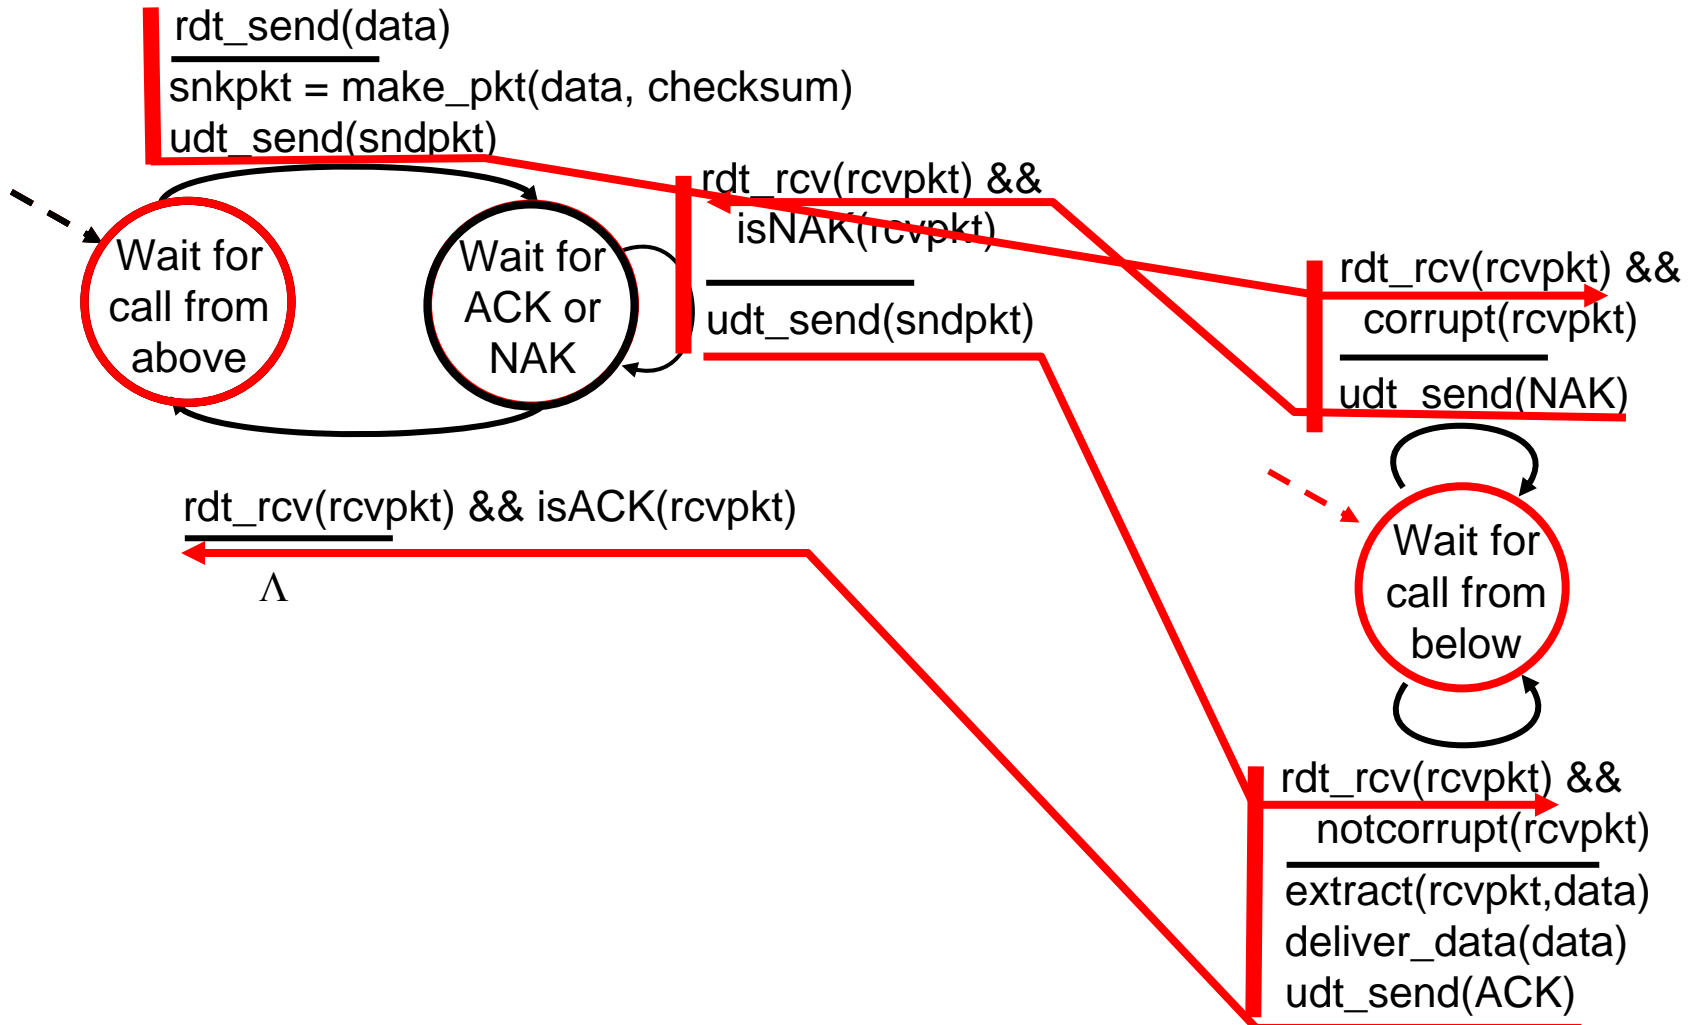 rdt_send(data)
snkpkt = make_pkt(data, checksum)
udt_send(sndpkt)
Wait for
call from
above
Wait for
ACK or
NAK
rdt_rcv(rcvpkt) &&
isNAK(rcvpkt)
udt_send(sndpkt)
rdt_rcv(rcvpkt) && isACK(rcvpkt)
Λ
rdt_rcv(rcvpkt) &&
corrupt(rcvpkt)
udt_send(NAK)
Wait for
call from
below
rdt_rcv(rcvpkt) &&
notcorrupt(rcvpkt)
extract(rcvpkt,data)
deliver_data(data)
udt_send(ACK)